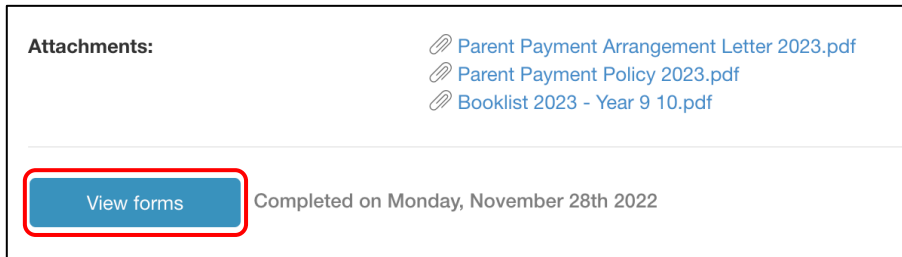 Attachments:
Parent Payment Arrangement Letter 2023.pdf
Parent Payment Policy 2023.pdf
Booklist 2023 - Year 9 10.pdf
View forms
Completed on Monday, November 28th 2022